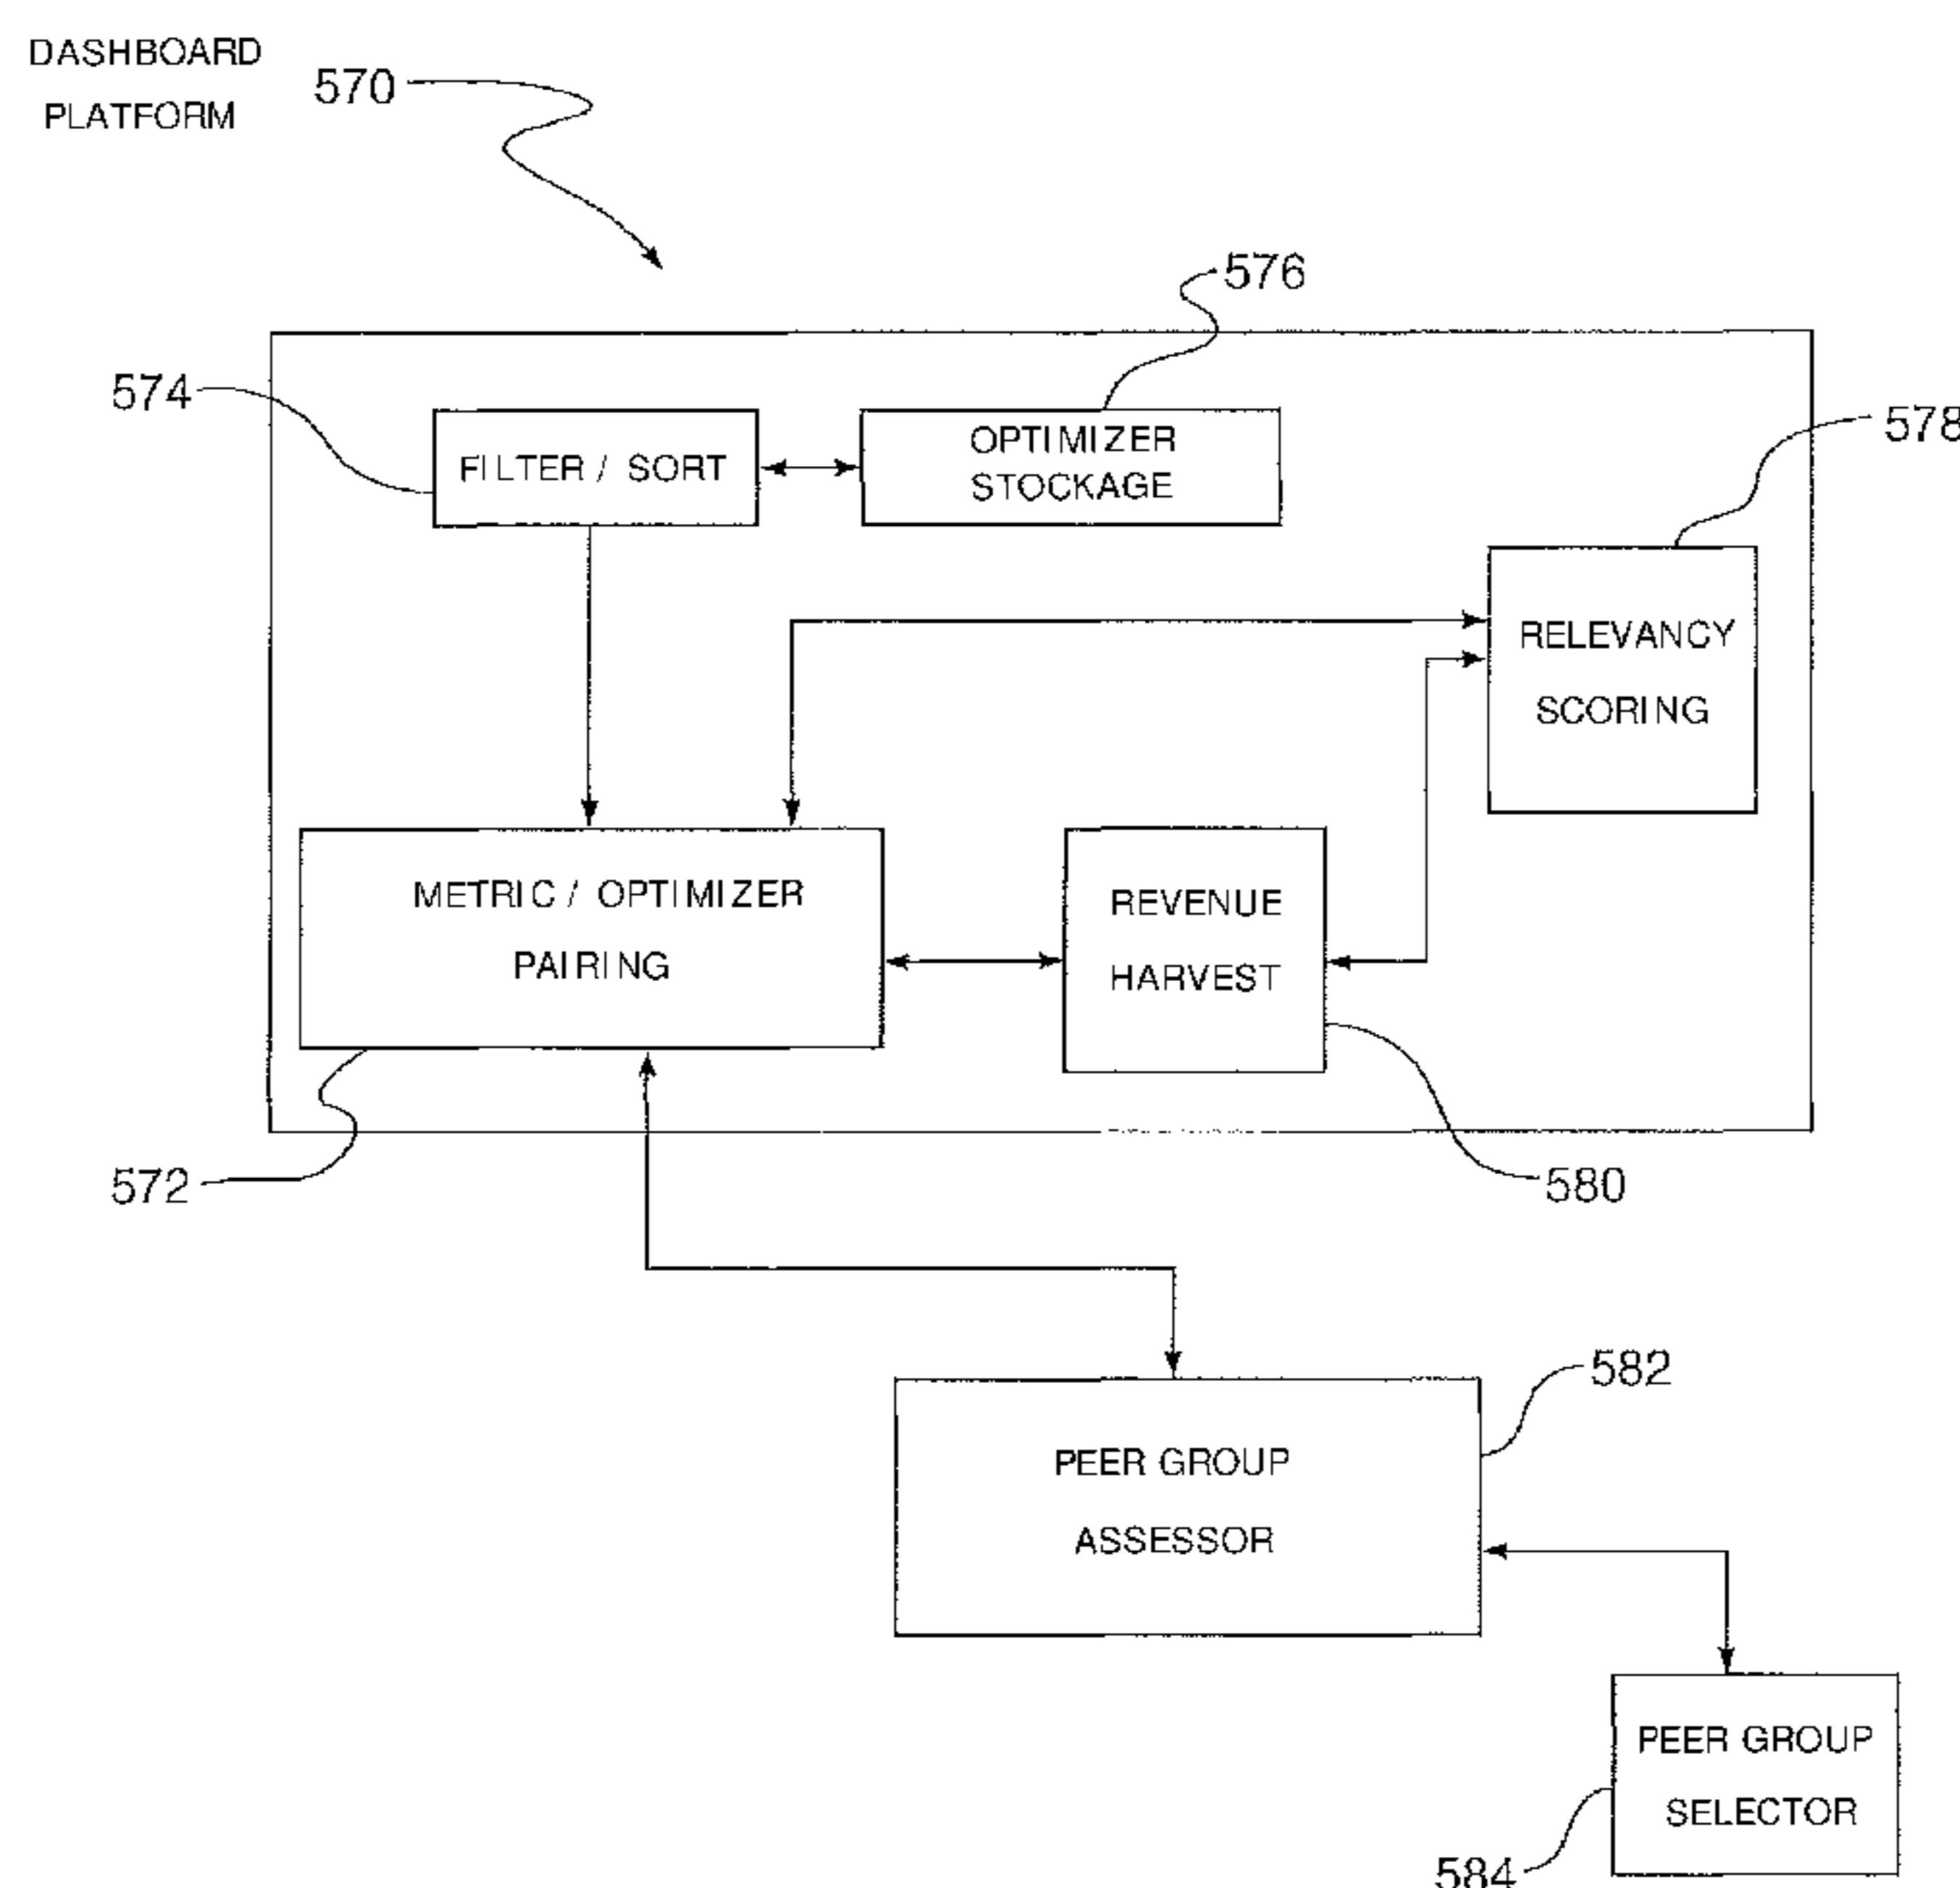 DASHBOARD
PLATFORM
570
576
574
578
FILTER / SORT
OPTIMIZER
STOCKAGE
RELEVANCY
SCORING
METRIC / OPTIMIZER
PAIRING
REVENUE
HARVEST
572
580
582
PEER GROUP
ASSESSOR
PEER GROUP
SELECTOR
584